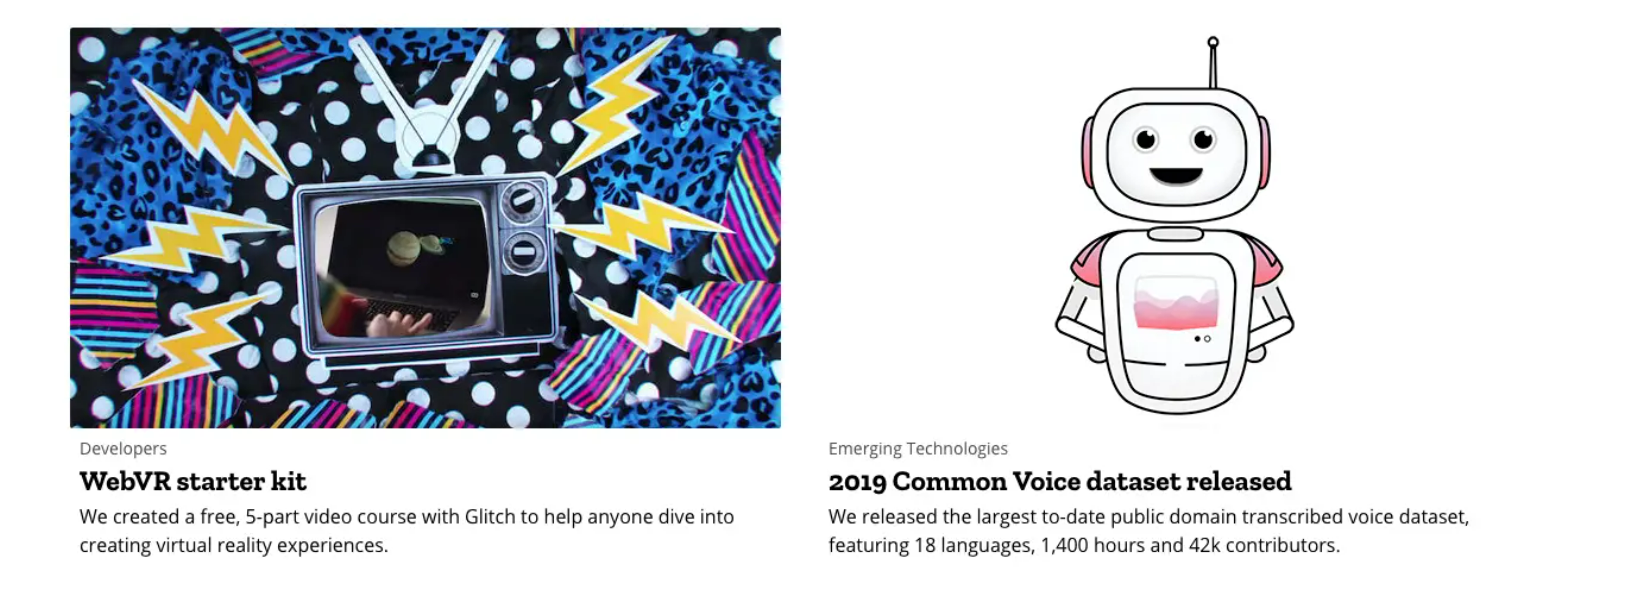 Developers
WebVR starter kit
We created a free, 5-part video course with Glitch to help anyone dive into
creating virtual reality experiences.
Emerging Technologies
2019 Common Voice dataset released
We released the largest to-date public domain transcribed voice dataset,
featuring 18 languages, 1,400 hours and 42k contributors.